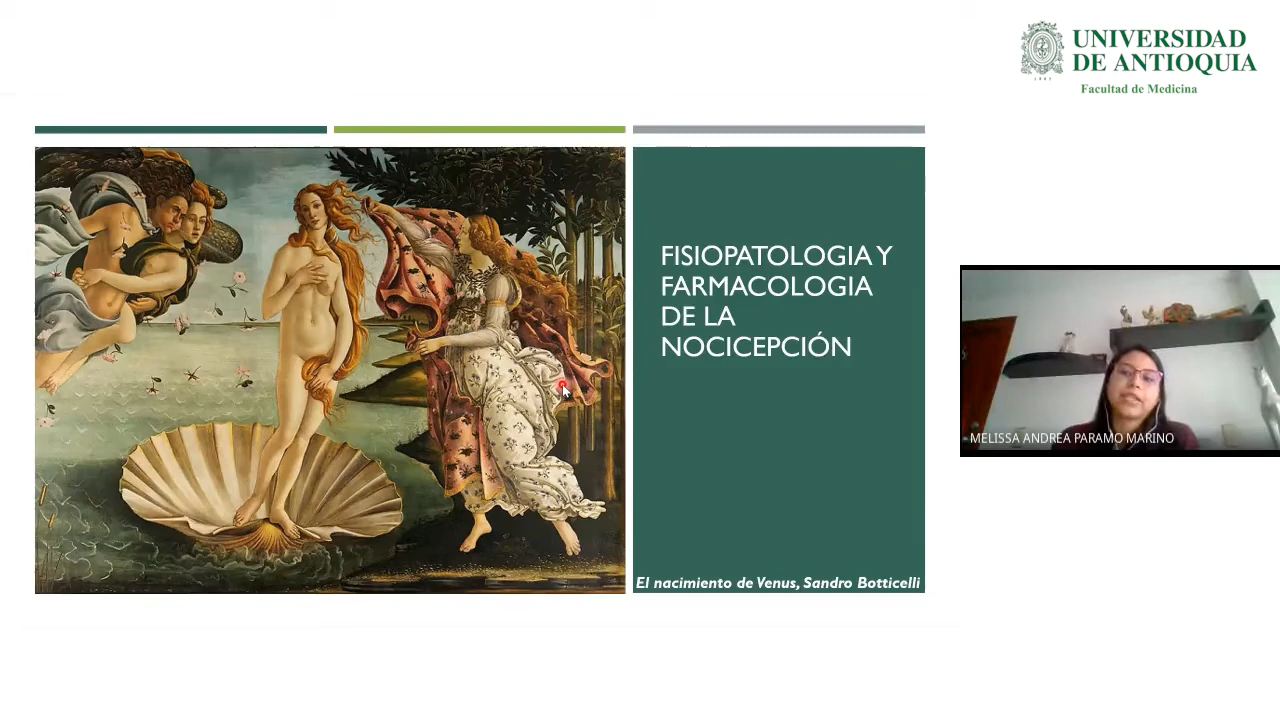 UNIVERSIDAD
DE ANTIOQUIA
Facultad de Medicina
FISIOPATOLOGIA Y
FARMACOLOGIA
DE LA
NOCICEPCIÓN
El nacimiento de Venus, Sandro Botticelli
MELISSA ANDREA PARAMO MARINO